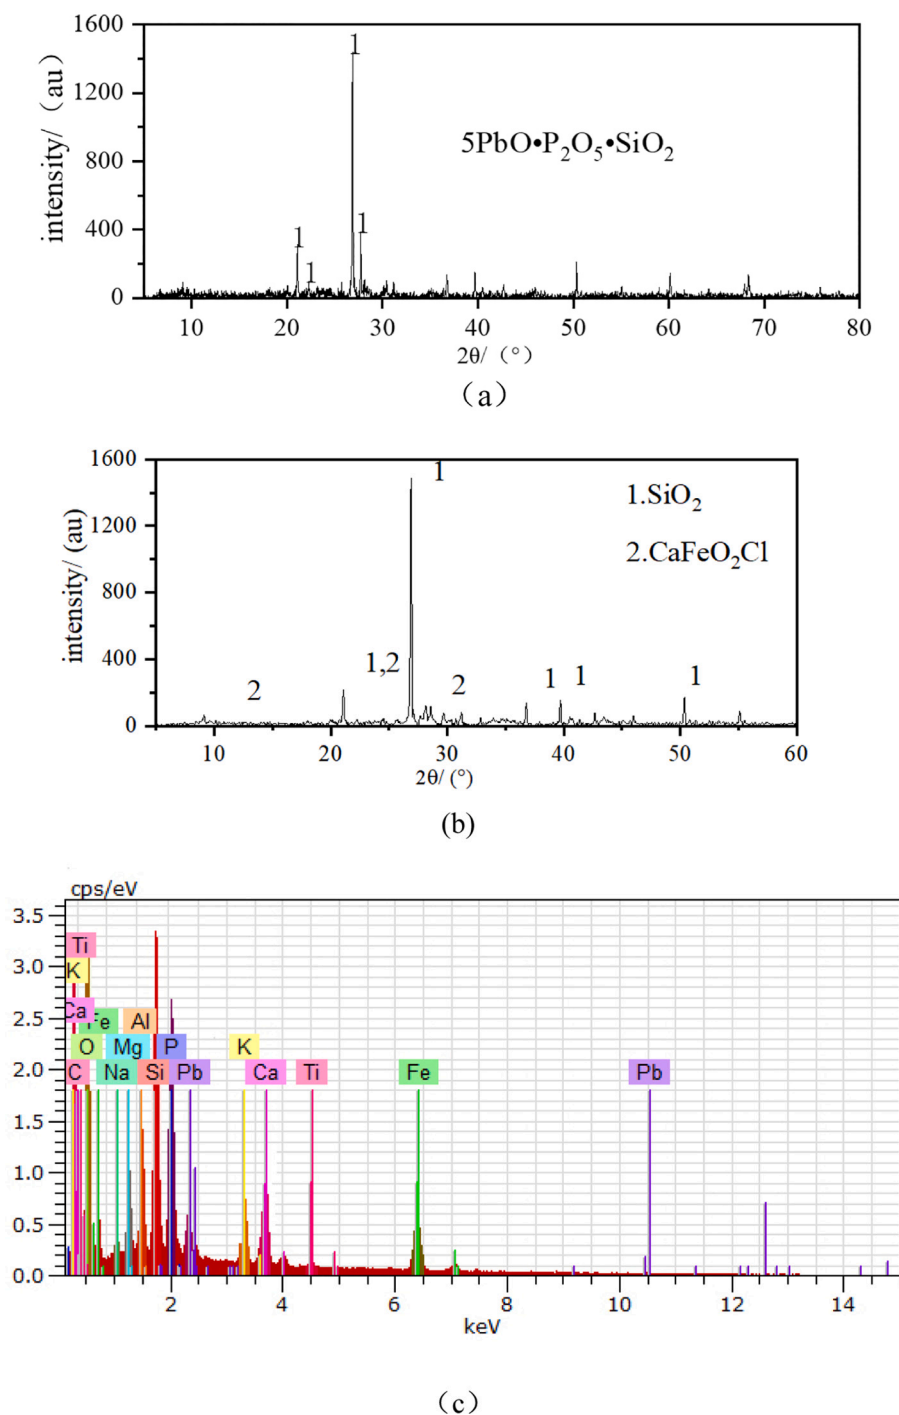 1600
1200
800
400
0
intensity/（au）
1
1
1
1
5PbO•P₂O₅•SiO₂
10 20 30 40 50 60 70 80
2θ/（°）
（a）
1600
1200
800
400
0
intensity/ (au)
1
1.SiO₂
2.CaFeO₂Cl
2
1,2
2
1
1
1
10 20 30 40 50 60
2θ/ (°)
(b)
cps/eV
3.5
3.0
2.5
2.0
1.5
1.0
0.5
0.0
Ti
K
Ca Fe Al
O Mg P K
C Na Si Pb Ca Ti Fe Pb
2 4 6 8 10 12 14
keV
（c）